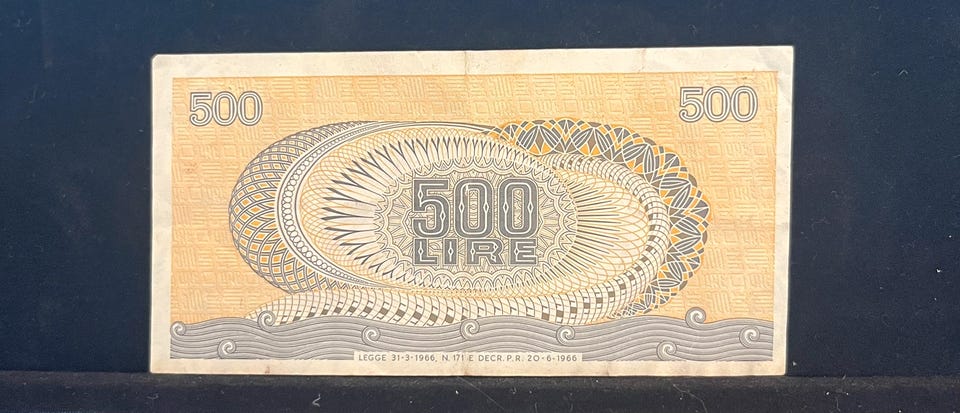 500 500
500
LIRE
LEGGE 31-3-1966, N. 171 E DECR. P. R. 20-6-1966